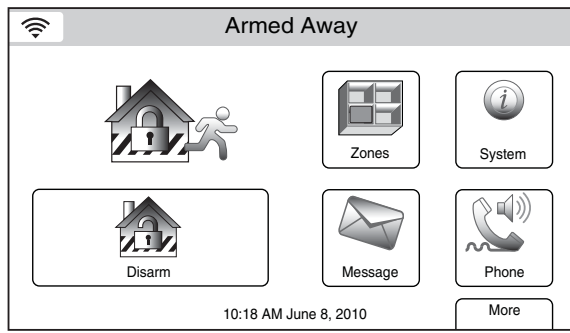 Armed Away
Zones
System
Disarm
Message
Phone
10:18 AM June 8, 2010
More